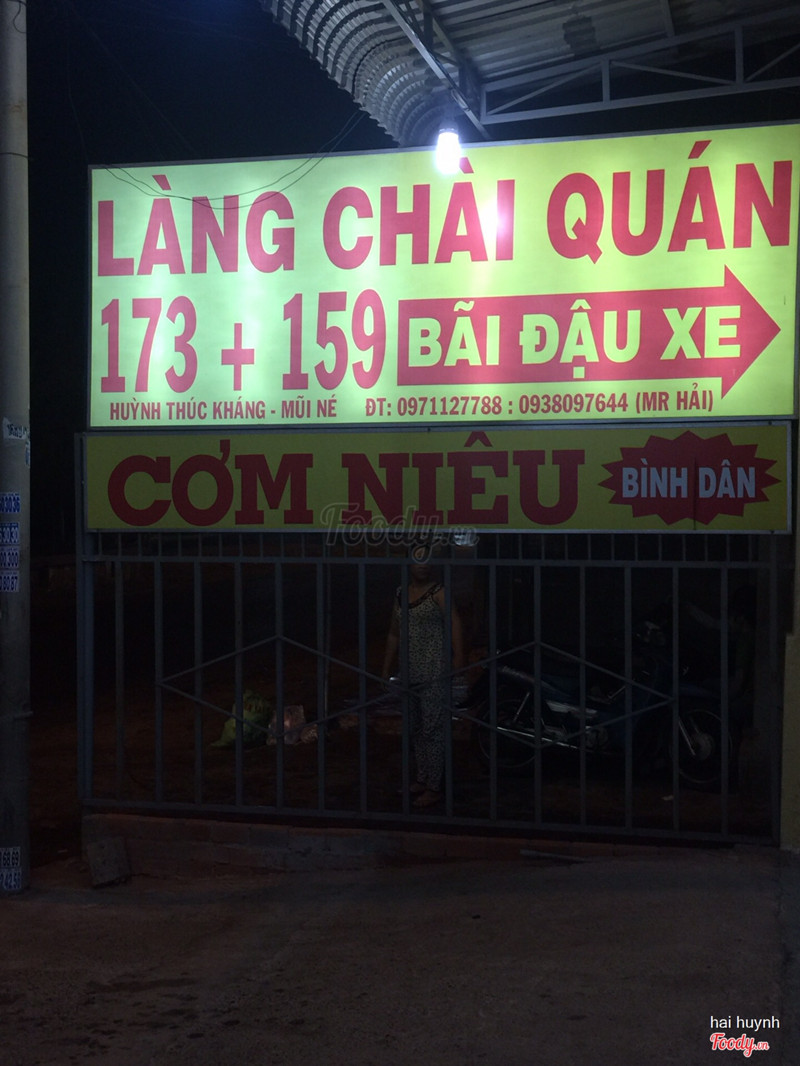 LÀNG CHÀI QUÁN
173 + 159 BÃI ĐẬU XE
HUỲNH THÚC KHÁNG - MŨI NÉ ĐT: 0971127788 : 0938097644 (MR HẢI)
CƠM NIÊU BÌNH DÂN
Foody.vn
hai huynh
Foody.vn